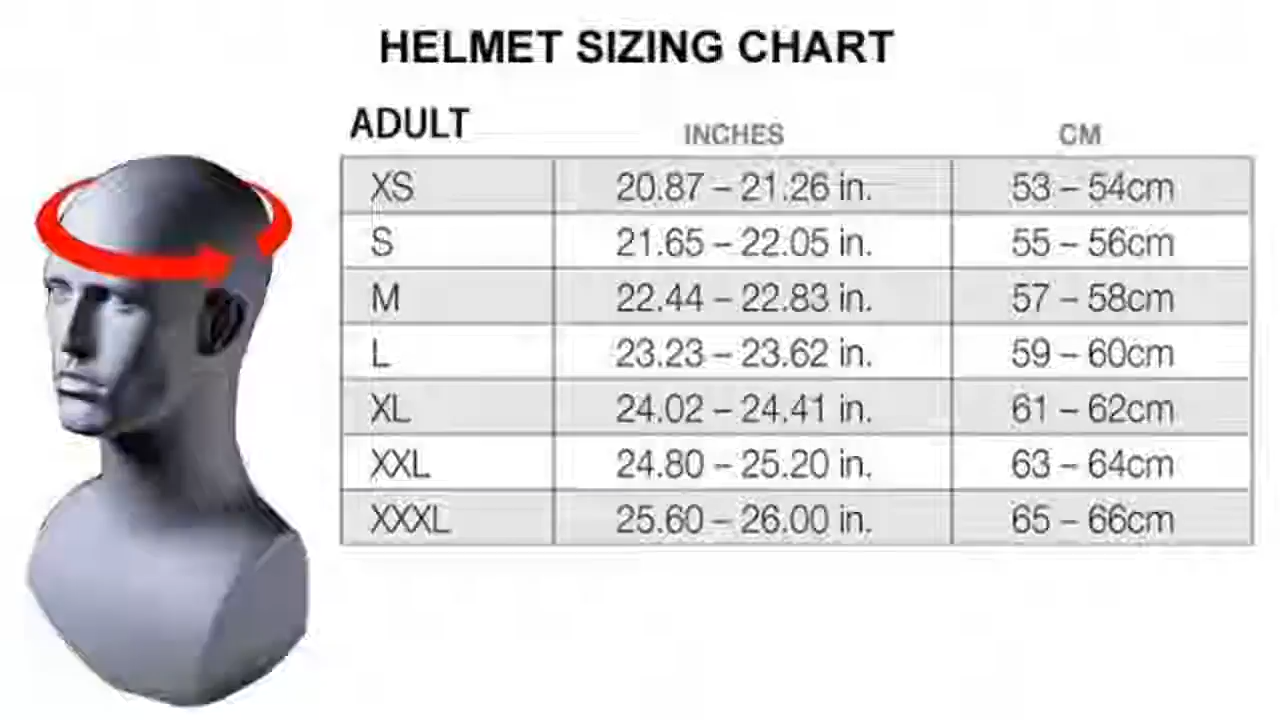 HELMET SIZING CHART
ADULT INCHES CM
XS 20.87 – 21.26 in. 53 – 54cm
S 21.65 – 22.05 in. 55 – 56cm
M 22.44 – 22.83 in. 57 – 58cm
L 23.23 – 23.62 in. 59 – 60cm
XL 24.02 – 24.41 in. 61 – 62cm
XXL 24.80 – 25.20 in. 63 – 64cm
XXXL 25.60 – 26.00 in. 65 – 66cm